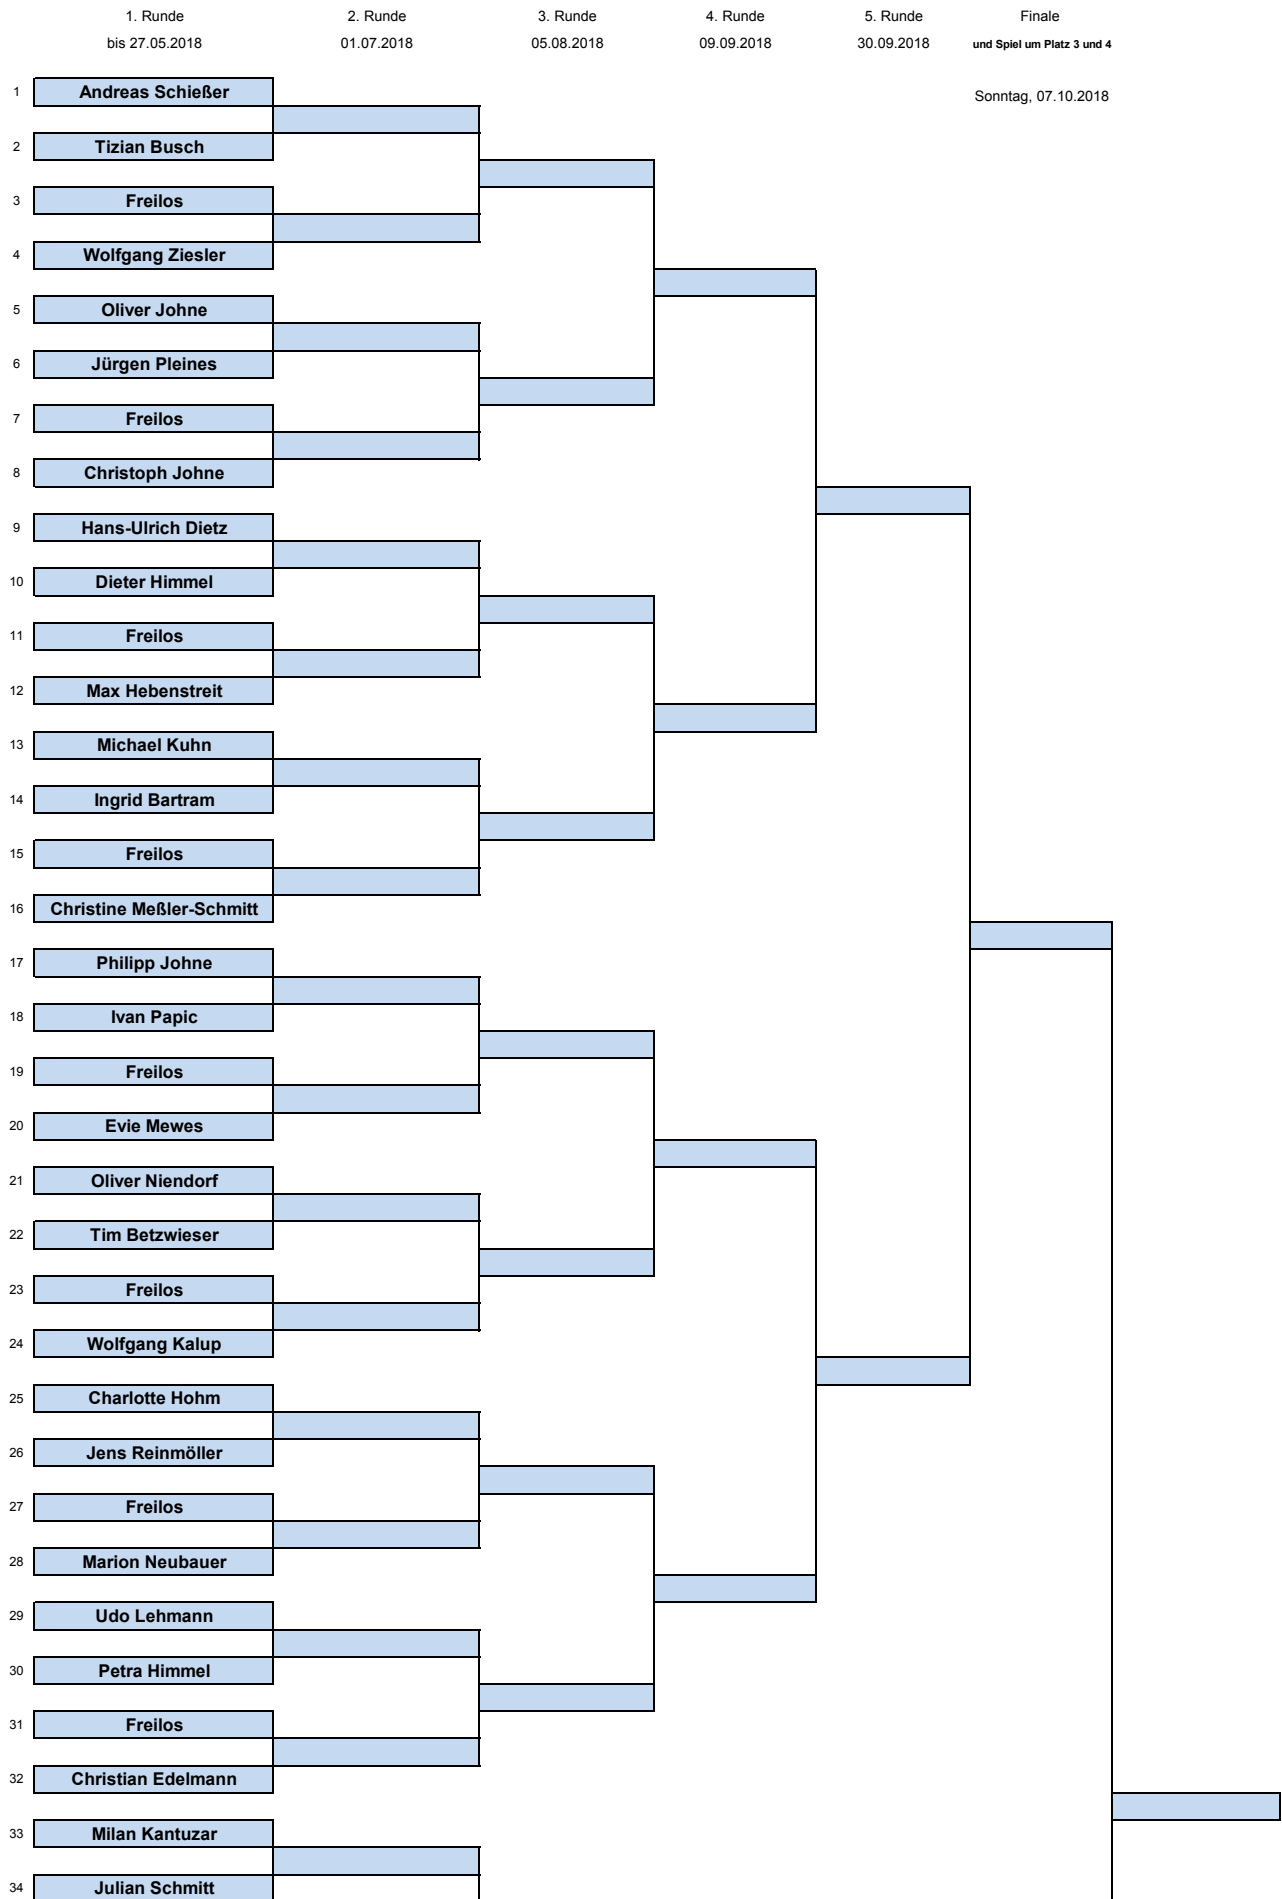 1. Runde 2. Runde 3. Runde 4. Runde 5. Runde Finale
bis 27.05.2018 01.07.2018 05.08.2018 09.09.2018 30.09.2018 und Spiel um Platz 3 und 4
Sonntag, 07.10.2018
1 Andreas Schießer
2 Tizian Busch
3 Freilos
4 Wolfgang Ziesler
5 Oliver Johne
6 Jürgen Pleines
7 Freilos
8 Christoph Johne
9 Hans-Ulrich Dietz
10 Dieter Himmel
11 Freilos
12 Max Hebenstreit
13 Michael Kuhn
14 Ingrid Bartram
15 Freilos
16 Christine Meßler-Schmitt
17 Philipp Johne
18 Ivan Papic
19 Freilos
20 Evie Mewes
21 Oliver Niendorf
22 Tim Betzwieser
23 Freilos
24 Wolfgang Kalup
25 Charlotte Hohm
26 Jens Reinmöller
27 Freilos
28 Marion Neubauer
29 Udo Lehmann
30 Petra Himmel
31 Freilos
32 Christian Edelmann
33 Milan Kantuzar
34 Julian Schmitt